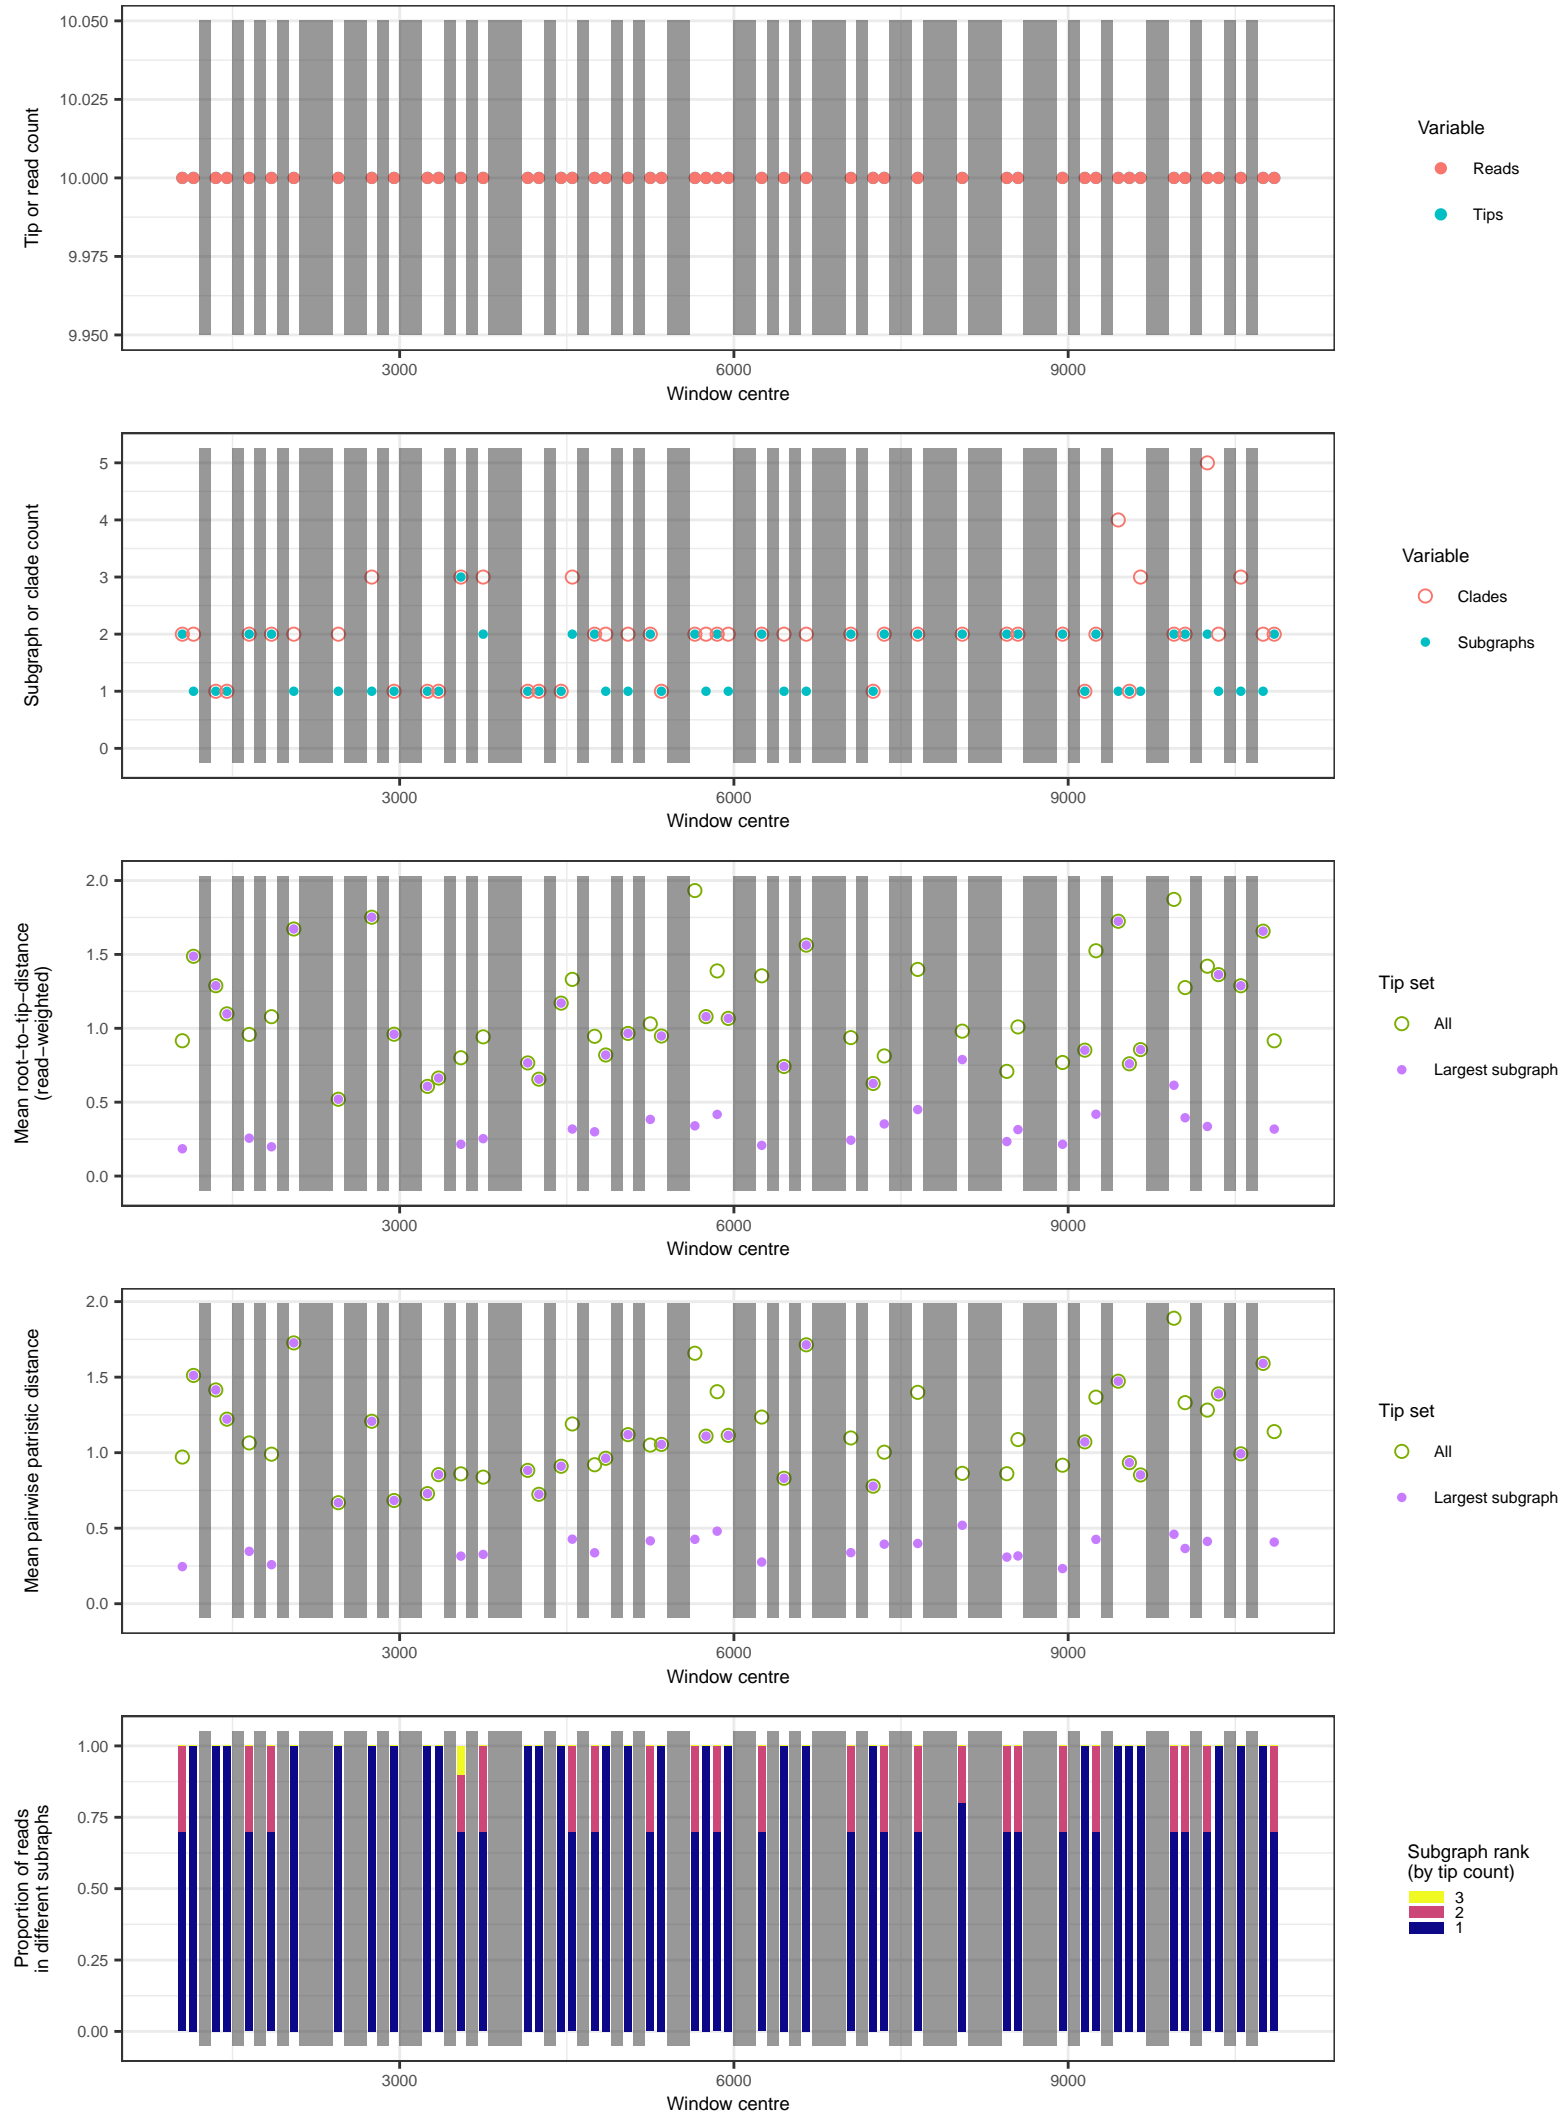 10.050
10.025
10.000
9.975
9.950
Tip or read count
3000
6000
9000
Window centre
Variable
Reads
Tips
5
4
3
2
1
0
Subgraph or clade count
3000
6000
9000
Window centre
Variable
Clades
Subgraphs
2.0
1.5
1.0
0.5
0.0
Mean root−to−tip−distance
(read−weighted)
3000
6000
9000
Window centre
Tip set
All
Largest subgraph
2.0
1.5
1.0
0.5
0.0
Mean pairwise patristic distance
3000
6000
9000
Window centre
Tip set
All
Largest subgraph
1.00
0.75
0.50
0.25
0.00
Proportion of reads
in different subraphs
3000
6000
9000
Window centre
Subgraph rank
(by tip count)
3
2
1